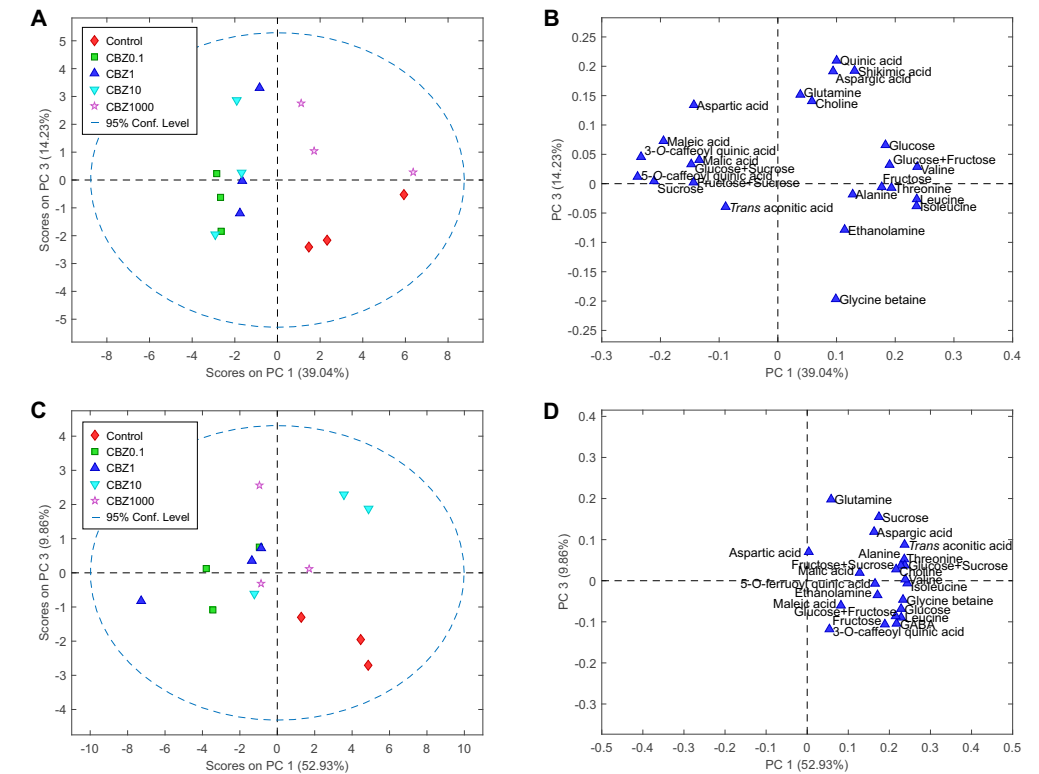 A
Control
CBZ0.1
CBZ1
CBZ10
CBZ1000
95% Conf. Level
Scores on PC 3 (14.23%)
5
4
3
2
1
0
-1
-2
-3
-4
-5
-8
-6
-4
-2
0
2
4
6
8
Scores on PC 1 (39.04%)
B
PC 3 (14.23%)
0.25
0.2
0.15
0.1
0.05
0
-0.05
-0.1
-0.15
-0.2
-0.25
Quinic acid
Shikimic acid
Aspargic acid
Glutamine
Choline
Aspartic acid
Maleic acid
3-O-caffeoyl quinic acid
Malic acid
Glucose+Sucrose
5-O-caffeoyl quinic acid
Fructose+Sucrose
Sucrose
Trans aconitic acid
Glucose
Glucose+Fructose
Valine
Fructose
Threonine
Alanine
Leucine
Isoleucine
Ethanolamine
Glycine betaine
-0.3
-0.2
-0.1
0
0.1
0.2
0.3
0.4
PC 1 (39.04%)
C
Control
CBZ0.1
CBZ1
CBZ10
CBZ1000
95% Conf. Level
Scores on PC 3 (9.86%)
4
3
2
1
0
-1
-2
-3
-4
-10
-8
-6
-4
-2
0
2
4
6
8
10
Scores on PC 1 (52.93%)
D
PC 3 (9.86%)
0.4
0.3
0.2
0.1
0
-0.1
-0.2
-0.3
Glutamine
Sucrose
Aspargic acid
Trans aconitic acid
Aspartic acid
Alanine
Threonine
Fructose+Sucrose
Glucose+Sucrose
Malic acid
Choline
Valine
5-O-ferruoyl quinic acid
Isoleucine
Ethanolamine
Glycine betaine
Maleic acid
Glucose+Fructose
Glucose
Leucine
Fructose
GABA
3-O-caffeoyl quinic acid
-0.5
-0.4
-0.3
-0.2
-0.1
0
0.1
0.2
0.3
0.4
0.5
PC 1 (52.93%)